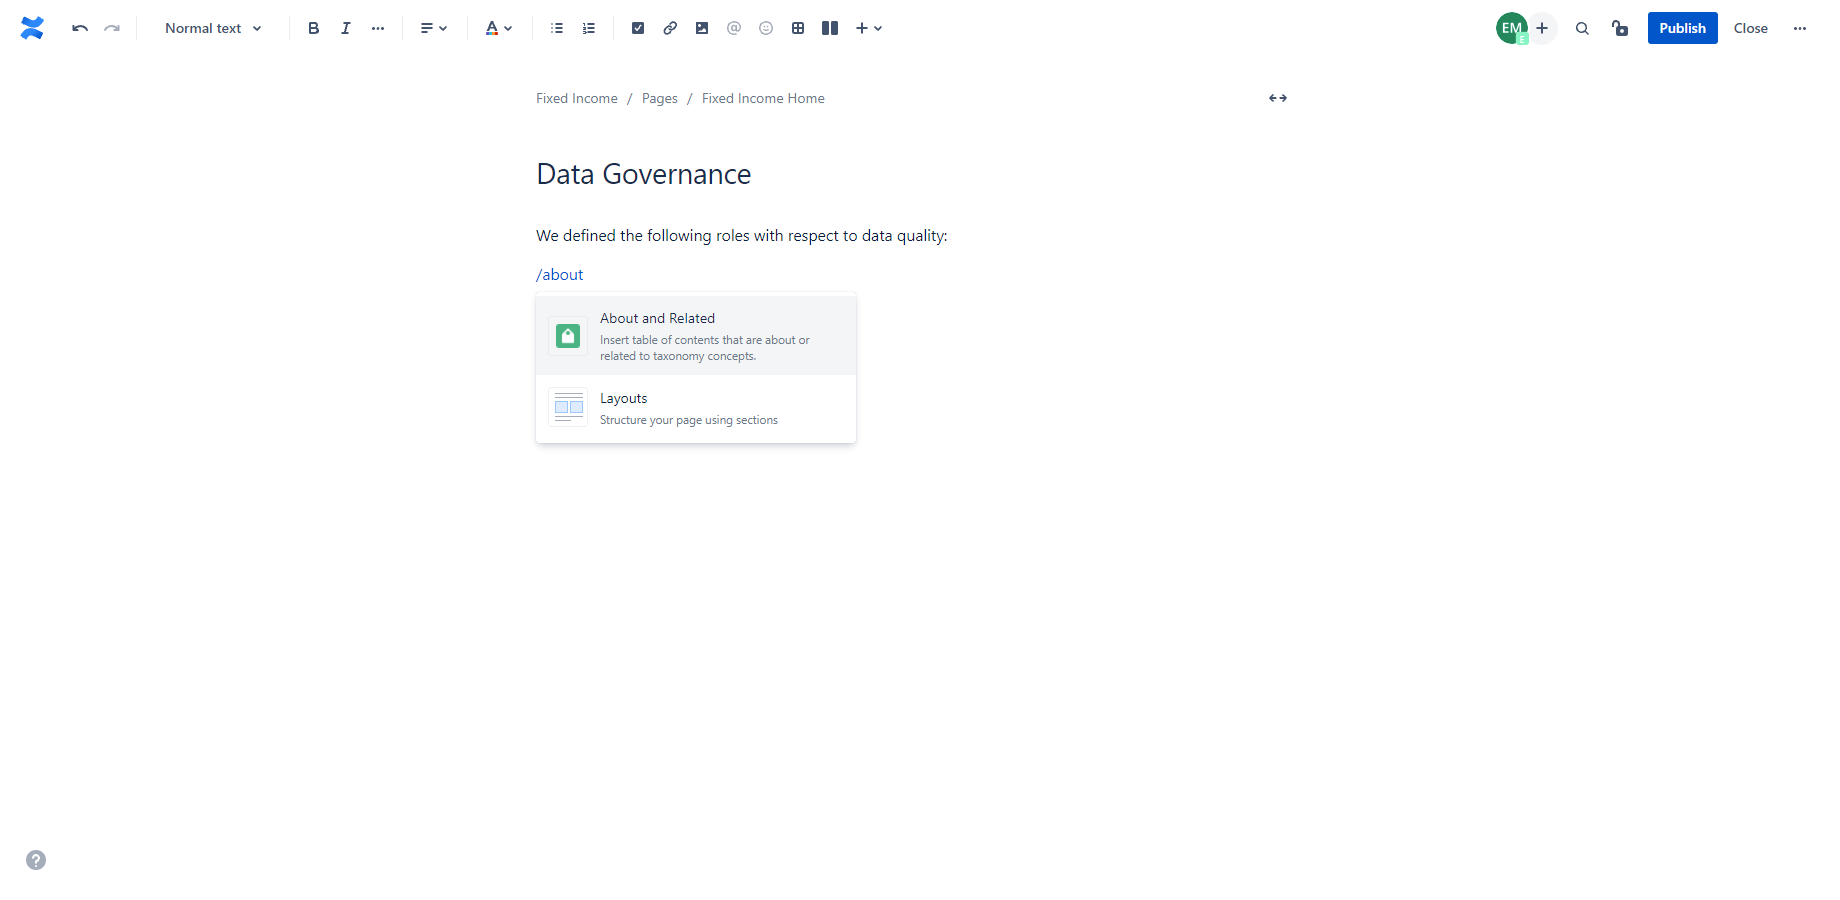 Normal text
B
I
A
@
EM
E
Publish
Close
Fixed Income / Pages / Fixed Income Home
Data Governance
We defined the following roles with respect to data quality:
/about
About and Related
Insert table of contents that are about or
related to taxonomy concepts.
Layouts
Structure your page using sections
?